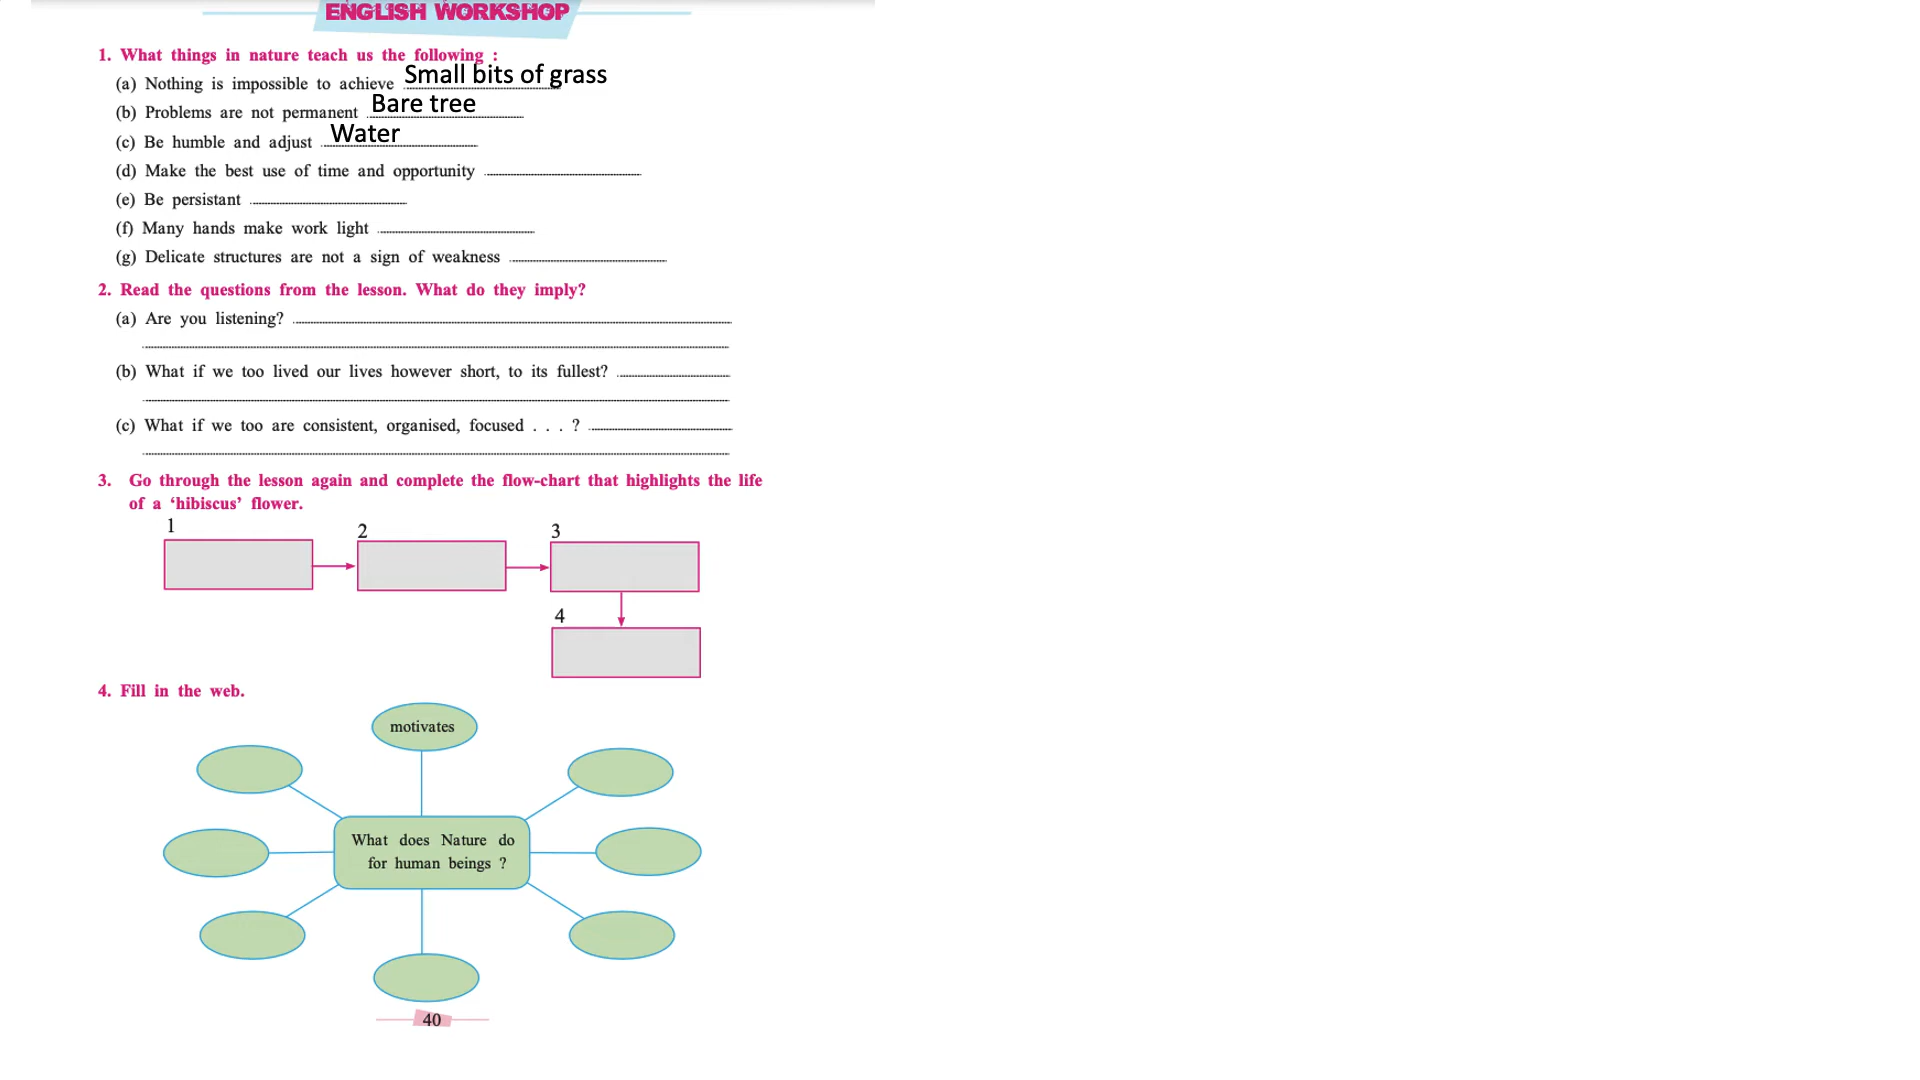 ENGLISH WORKSHOP
1. What things in nature teach us the following :
(a) Nothing is impossible to achieve Small bits of grass
(b) Problems are not permanent Bare tree
(c) Be humble and adjust Water
(d) Make the best use of time and opportunity
(e) Be persistant
(f) Many hands make work light
(g) Delicate structures are not a sign of weakness
2. Read the questions from the lesson. What do they imply?
(a) Are you listening?
(b) What if we too lived our lives however short, to its fullest?
(c) What if we too are consistent, organised, focused . . . ?
3. Go through the lesson again and complete the flow-chart that highlights the life
of a ‘hibiscus’ flower.
1
2
3
4
4. Fill in the web.
motivates
What does Nature do
for human beings ?
40